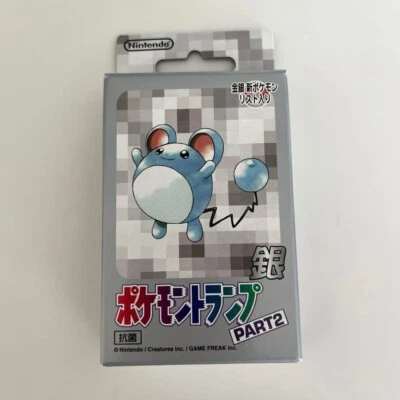 Nintendo
金銀 新ポケモン
リスト入り
銀
ポケモントランプ
PART2
抗菌
©Nintendo / Creatures inc. / GAME FREAK inc.